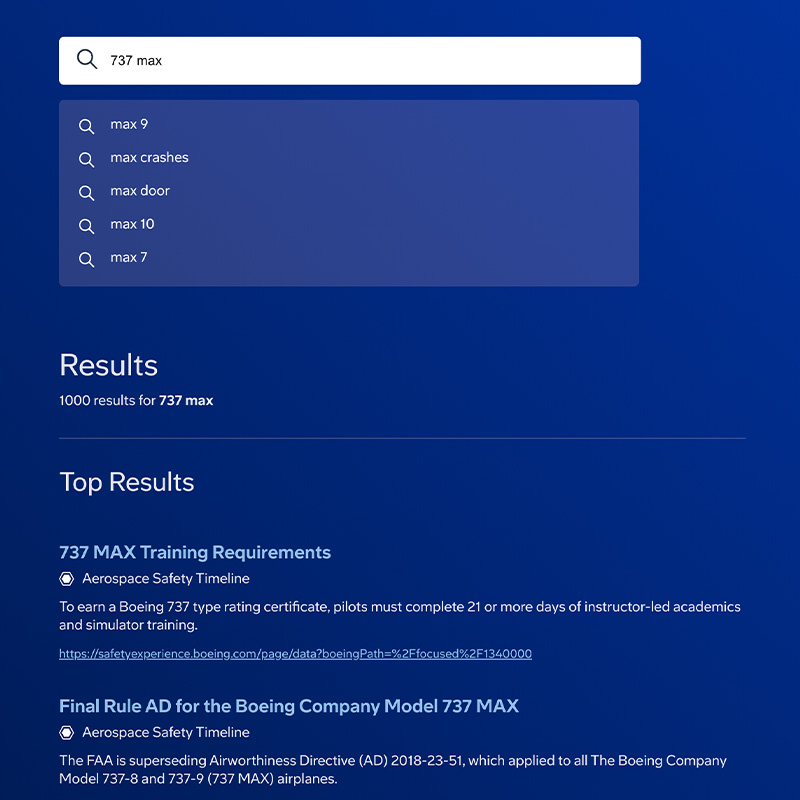 737 max
max 9
max crashes
max door
max 10
max 7
Results
1000 results for 737 max
Top Results
737 MAX Training Requirements
Aerospace Safety Timeline
To earn a Boeing 737 type rating certificate, pilots must complete 21 or more days of instructor-led academics
and simulator training.
https://safetyexperience.boeing.com/page/data?boeingPath=%2Ffocused%2F1340000
Final Rule AD for the Boeing Company Model 737 MAX
Aerospace Safety Timeline
The FAA is superseding Airworthiness Directive (AD) 2018-23-51, which applied to all The Boeing Company
Model 737-8 and 737-9 (737 MAX) airplanes.